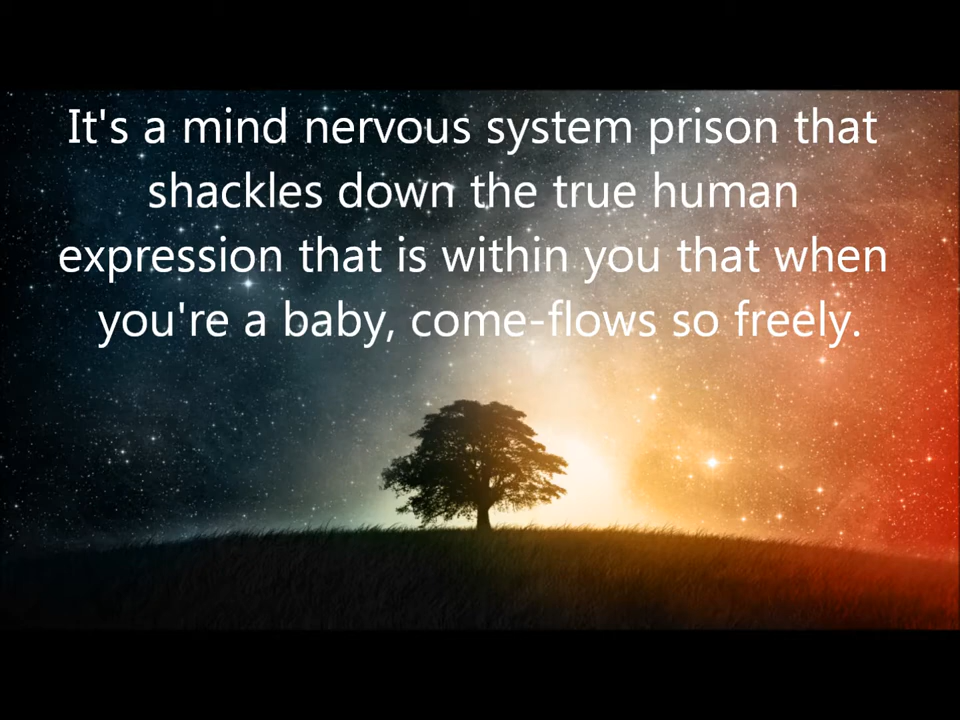 It's a mind nervous system prison that
shackles down the true human
expression that is within you that when
you're a baby, come-flows so freely.